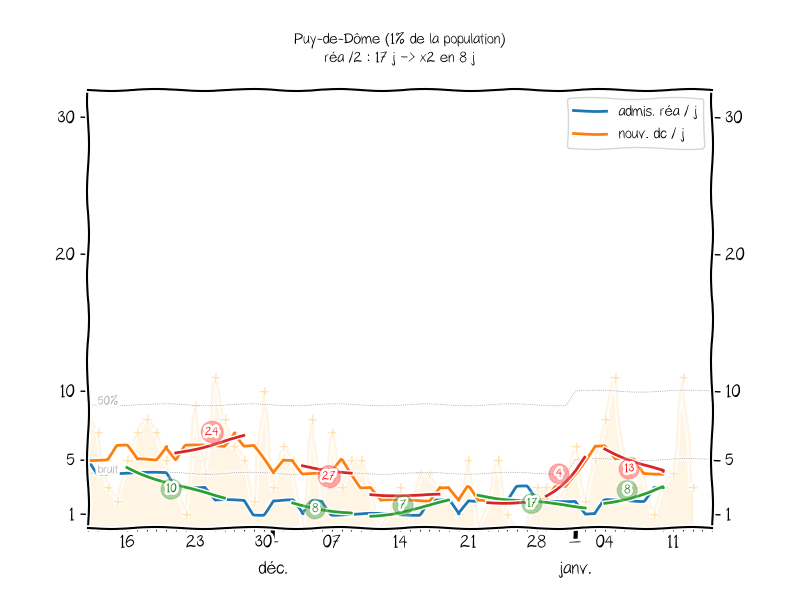 Puy-de-Dôme (1% de la population)
réa /2 : 17 j -> x2 en 8 j
admis. réa / j
nouv. dc / j
30
30
20
20
10
10
50%
24
5
5
bruit
27
4
13
10
8
7
17
8
1
1
16 23 30 07 14 21 28 04 11
déc. janv.